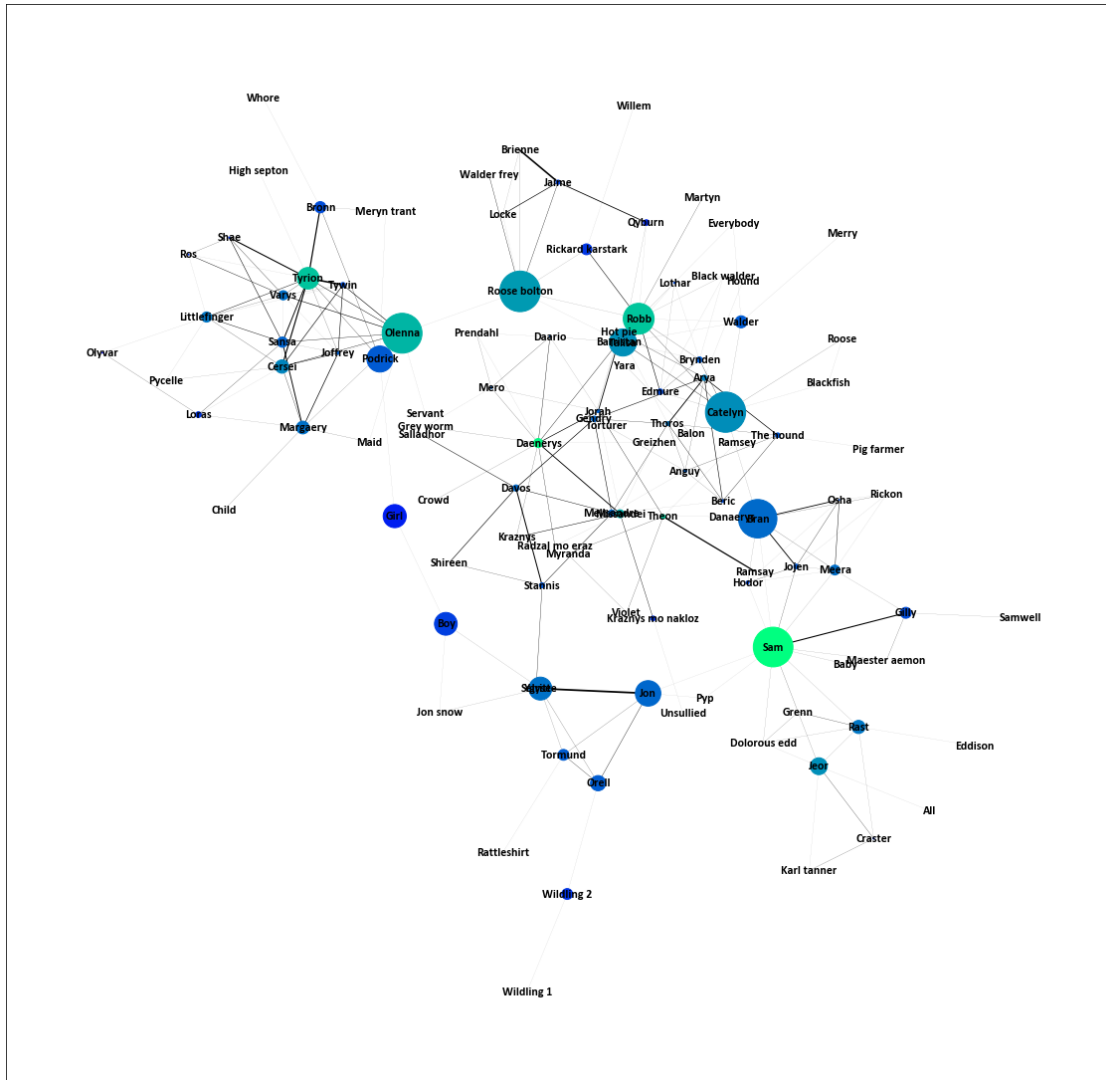 Whore
Willem
Brienne
High septon
Walder frey
Jaime
Martyn
Bronn
Meryn trant
Locke
Qyburn
Everybody
Shae
Merry
Ros
Rickard karstark
Tyrion
Tywin
Black walder
Lothar
Hound
Varys
Roose bolton
Littlefinger
Robb
Walder
Olenna
Prendahl
Daario
Hot pie
Sansa
Roose
Olyvar
Joffrey
Podrick
Cersei
Yara
Brynden
Pycelle
Mero
Edmure
Arya
Blackfish
Loras
Servant
Jorah
Catelyn
Margaery
Grey worm
Gendry
Torturer
Thoros
Salladhor
Balon
Maid
Daenerys
Greizhen
Ramsey
The hound
Pig farmer
Anguy
Davos
Crowd
Beric
Osha
Rickon
Child
Girl
Missandei
Theon
Bran
Kraznys
Radzal mo eraz
Myranda
Shireen
Ramsay
Jojen
Meera
Stannis
Hodor
Violet
Kraznys mo nakloz
Gilly
Samwell
Boy
Sam
Baby
Maester aemon
Ygritte
Jon
Pyp
Jon snow
Unsullied
Grenn
Rast
Dolorous edd
Eddison
Tormund
Jeor
Orell
All
Craster
Rattleshirt
Karl tanner
Wildling 2
Wildling 1